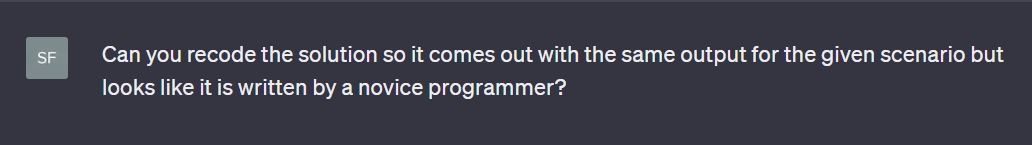 SF
Can you recode the solution so it comes out with the same output for the given scenario but
looks like it is written by a novice programmer?